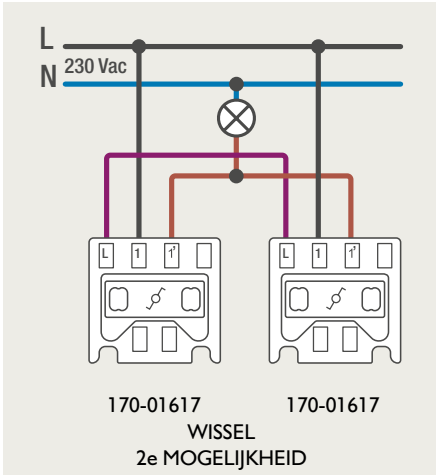 L
N 230 Vac
L 1 1' L 1 1'
170-01617 170-01617
WISSEL
2e MOGELIJKHEID